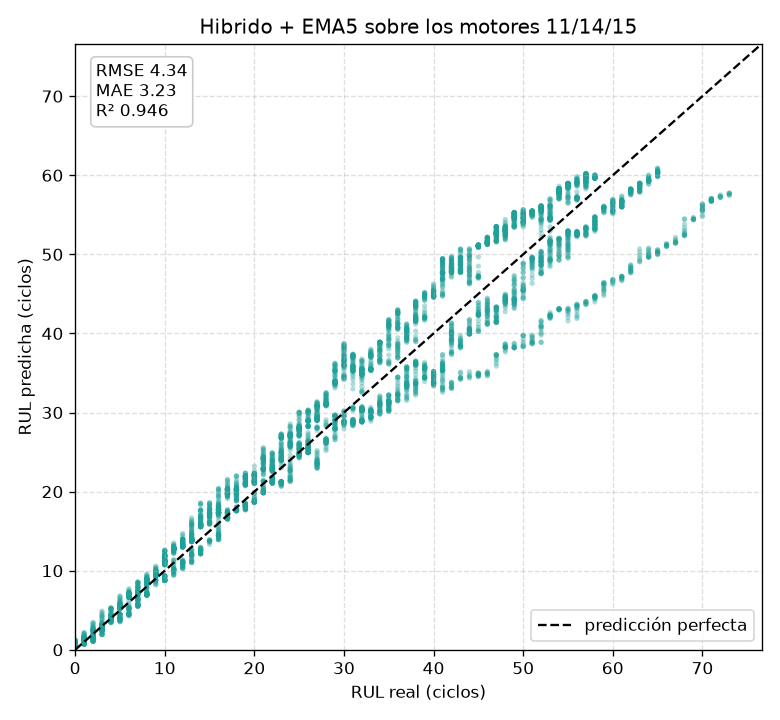 Hibrido + EMA5 sobre los motores 11/14/15
RMSE 4.34
MAE 3.23
R² 0.946
RUL predicha (ciclos)
70
60
50
40
30
20
10
0
0 10 20 30 40 50 60 70
RUL real (ciclos)
predicción perfecta